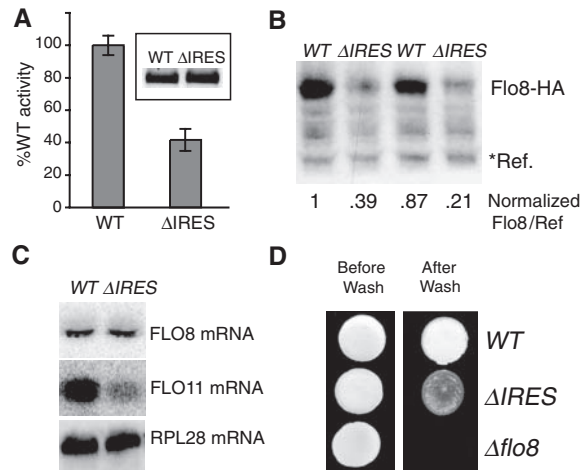 A
%WT activity
120
100
80
60
40
20
0
WT ΔIRES
WT
ΔIRES
B
WT ΔIRES WT ΔIRES
Flo8-HA
*Ref.
1 .39 .87 .21 Normalized
Flo8/Ref
C
WT ΔIRES
FLO8 mRNA
FLO11 mRNA
RPL28 mRNA
D
Before
Wash
After
Wash
WT
ΔIRES
Δflo8